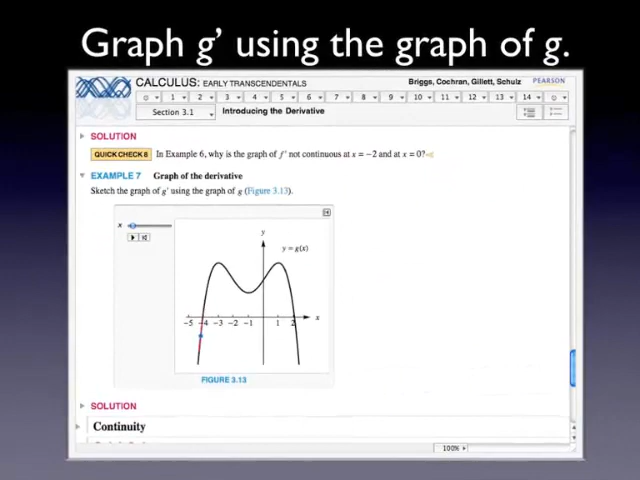 Graph g’ using the graph of g.
CALCULUS: EARLY TRANSCENDENTALS
Briggs, Cochran, Gillett, Schulz PEARSON
1 2 3 4 5 6 7 8 9 10 11 12 13 14
Section 3.1 Introducing the Derivative
SOLUTION
QUICK CHECK 8 In Example 6, why is the graph of f′ not continuous at x = −2 and at x = 0?
EXAMPLE 7 Graph of the derivative
Sketch the graph of g′ using the graph of g (Figure 3.13).
x
y
y = g(x)
−5 −4 −3 −2 −1 1 2 x
FIGURE 3.13
SOLUTION
Continuity
100%